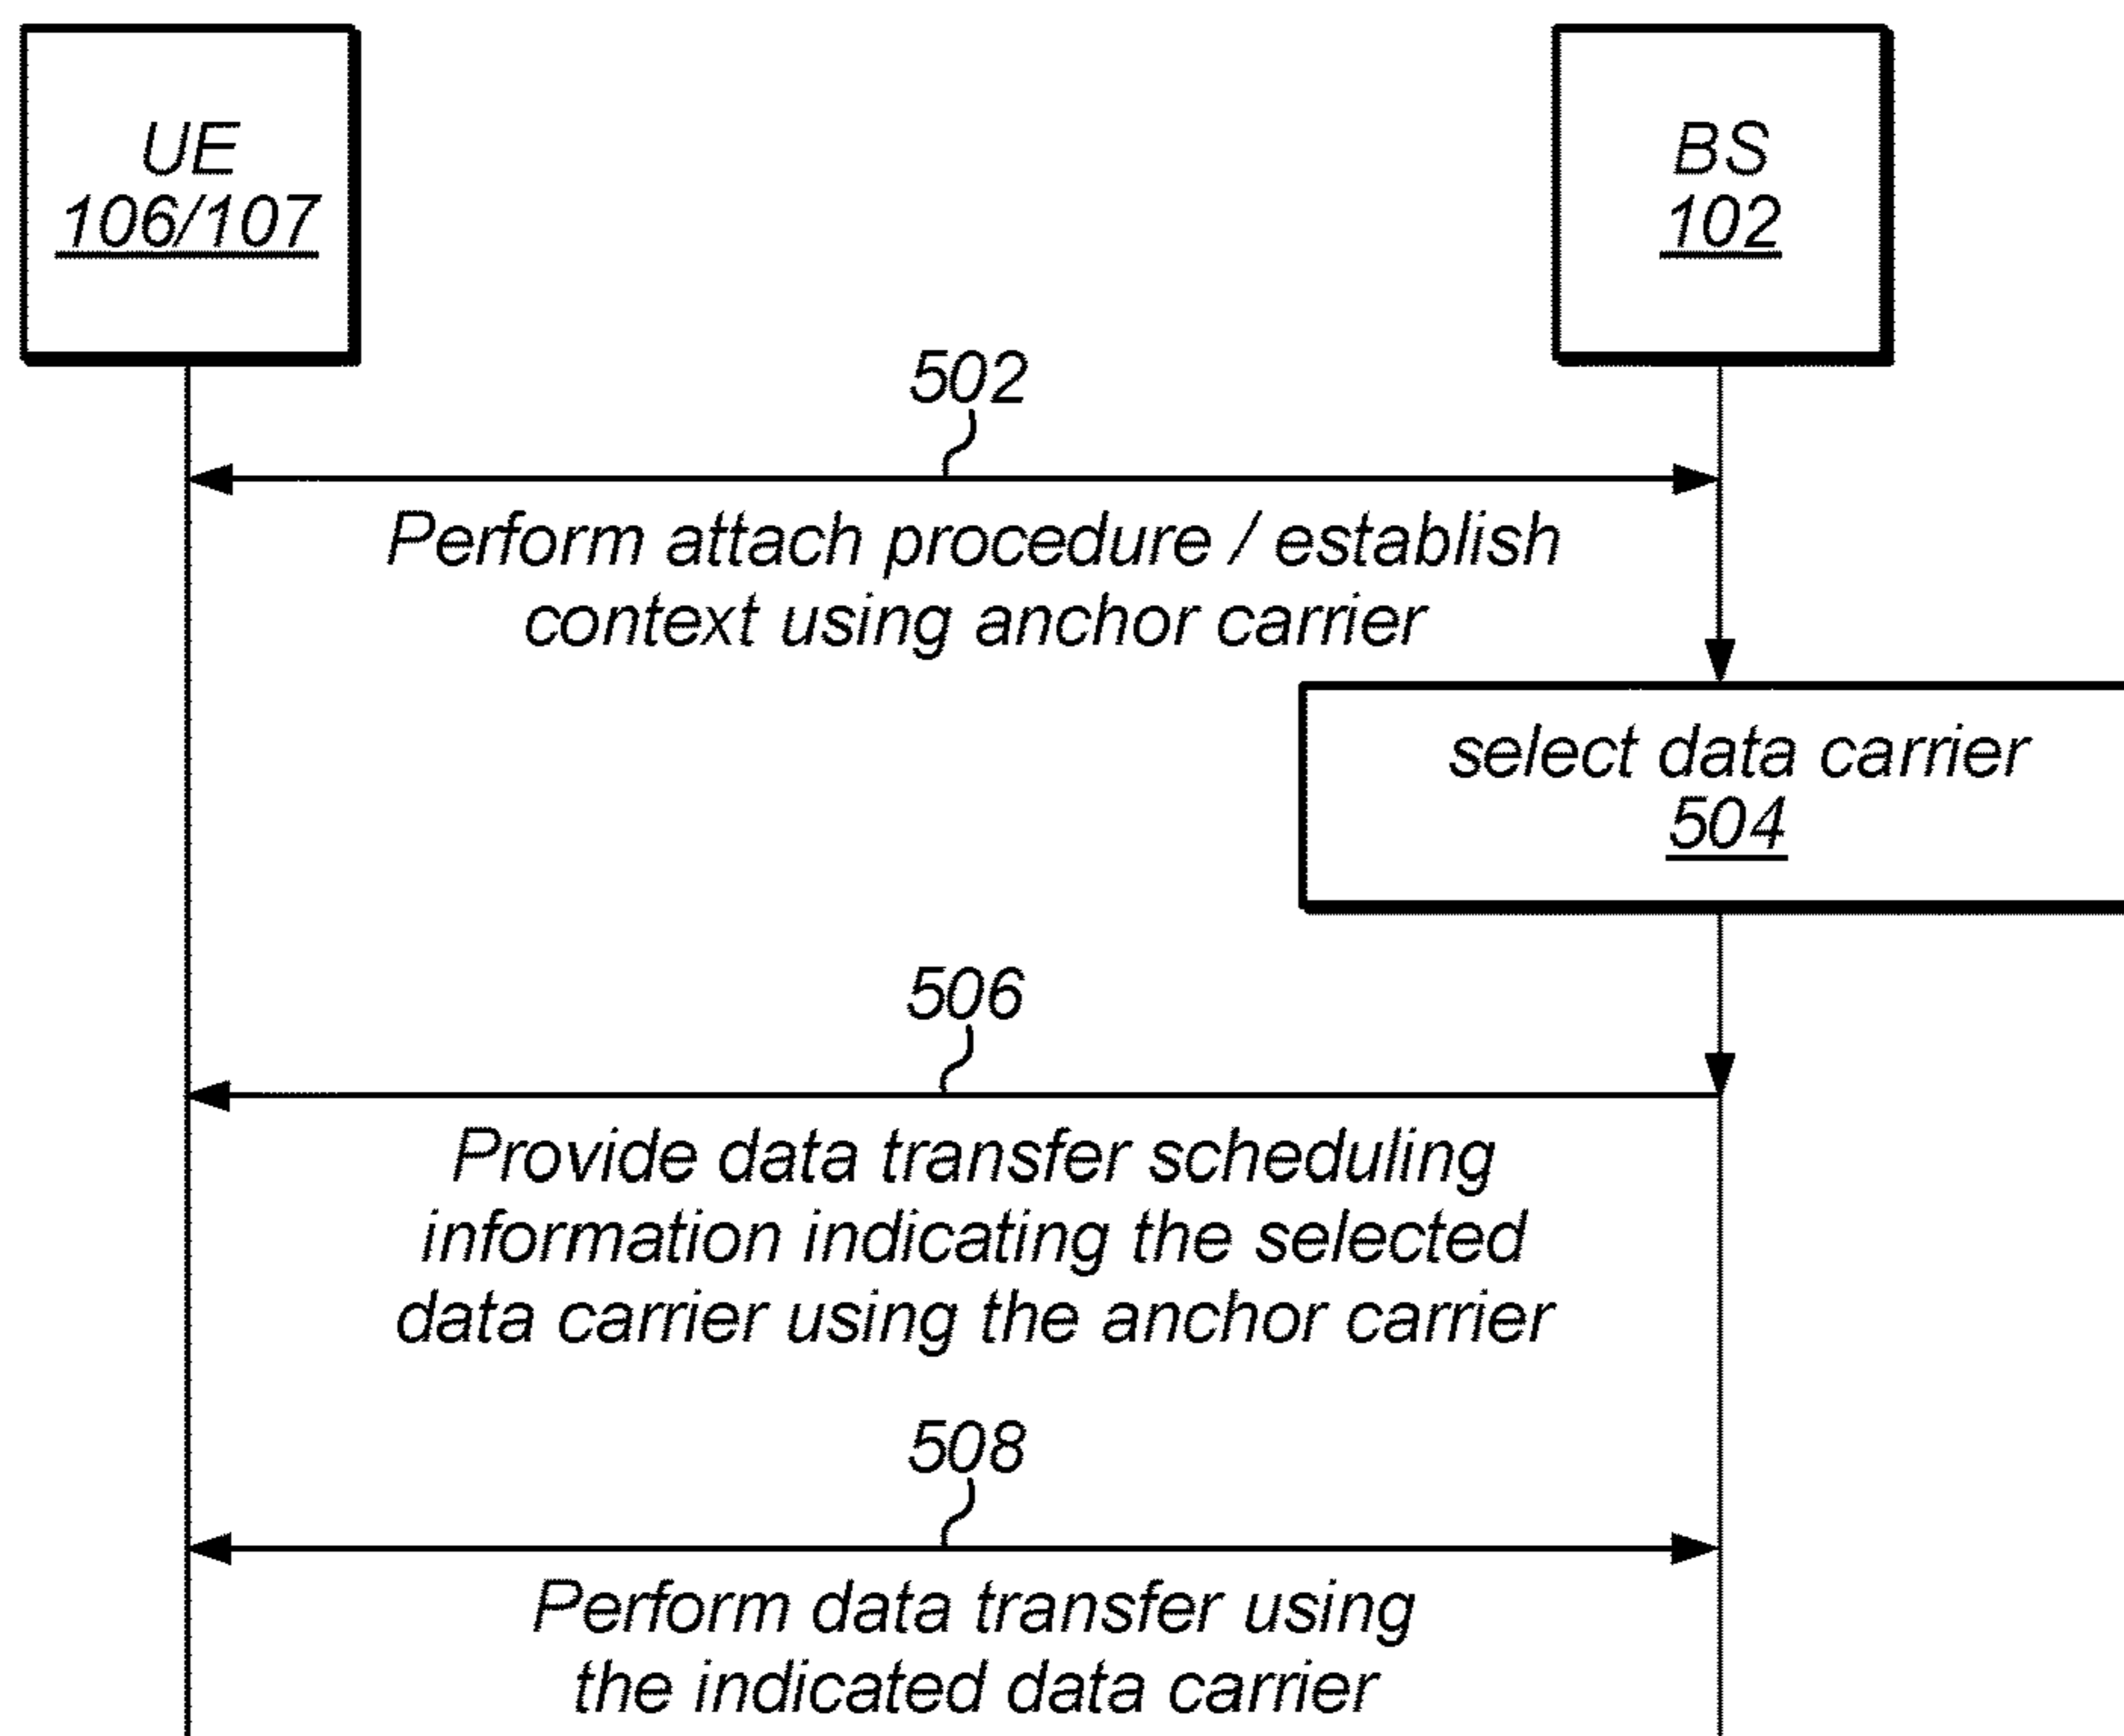 UE
106/107
BS
102
502
Perform attach procedure / establish
context using anchor carrier
select data carrier
504
506
Provide data transfer scheduling
information indicating the selected
data carrier using the anchor carrier
508
Perform data transfer using
the indicated data carrier